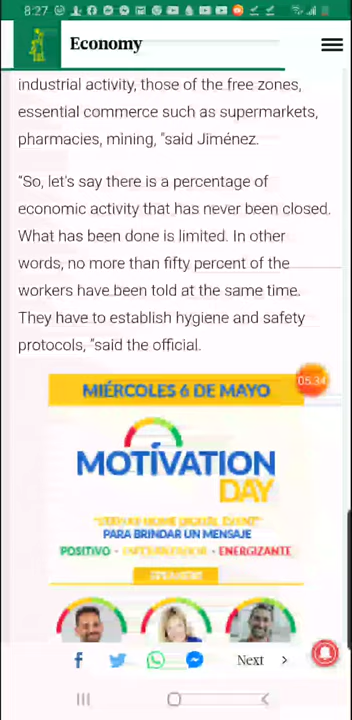 8:27
Economy
industrial activity, those of the free zones,
essential commerce such as supermarkets,
pharmacies, mining, "said Jiménez.
“So, let's say there is a percentage of
economic activity that has never been closed.
What has been done is limited. In other
words, no more than fifty percent of the
workers have been told at the same time.
They have to establish hygiene and safety
protocols, “said the official.
05:34
MIÉRCOLES 6 DE MAYO
MOTIVATION
DAY
PARA BRINDAR UN MENSAJE
POSITIVO - ENERGIZANTE
Next